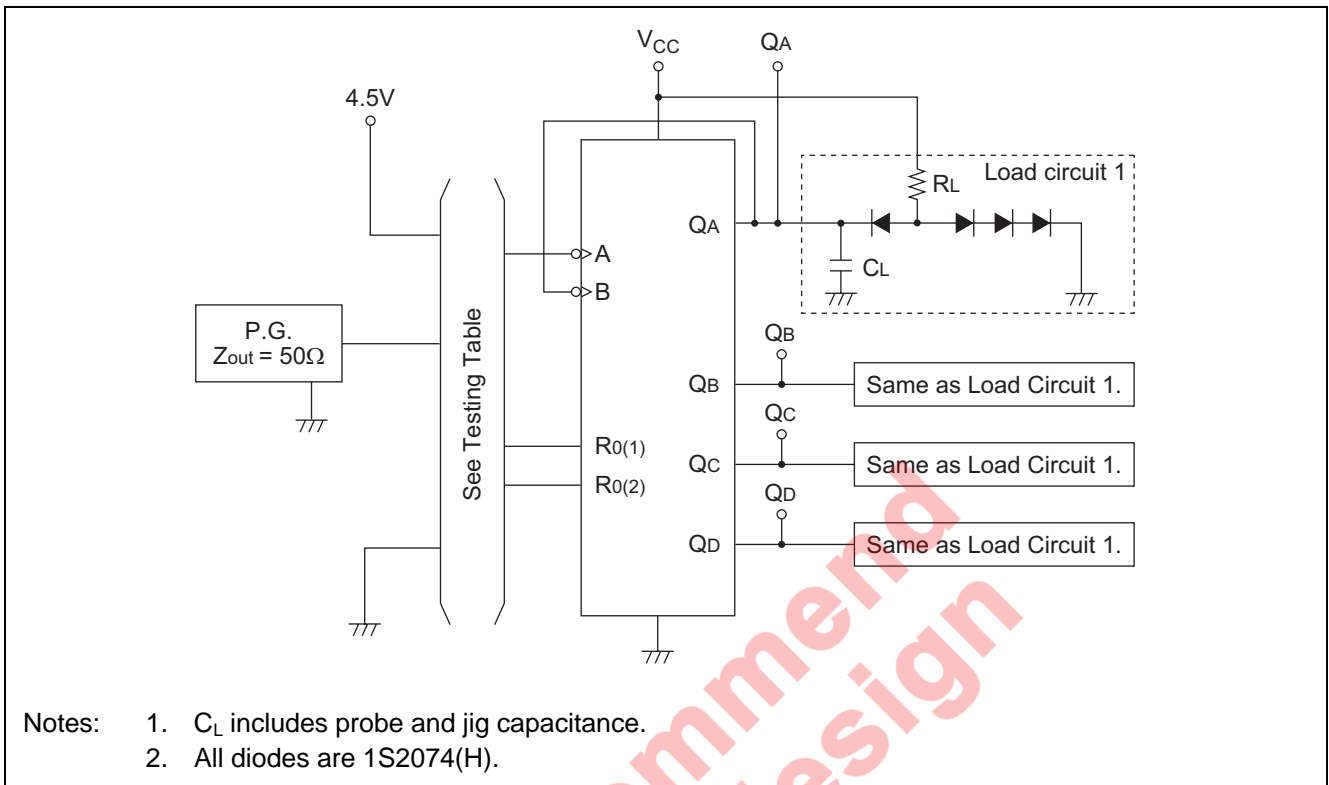 VCC
QA
4.5V
Load circuit 1
RL
QA
CL
A
B
P.G.
Zout = 50Ω
See Testing Table
QB
QB
Same as Load Circuit 1.
QC
R0(1)
QC
Same as Load Circuit 1.
R0(2)
QD
QD
Same as Load Circuit 1.
Notes: 1. CL includes probe and jig capacitance.
2. All diodes are 1S2074(H).
mmend
design